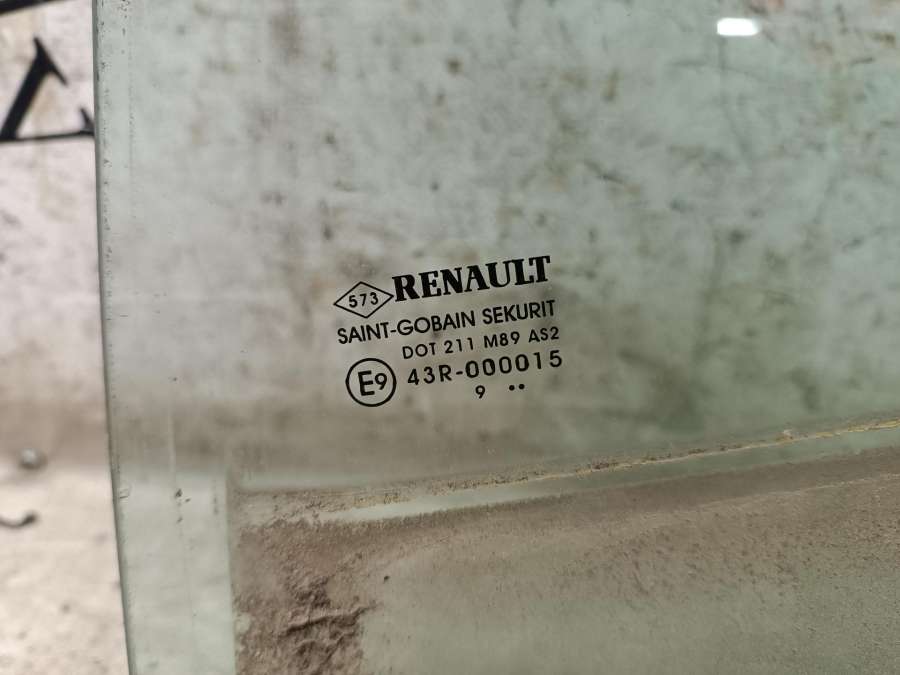 573 RENAULT
SAINT-GOBAIN SEKURIT
DOT 211 M89 AS2
E9 43R-000015
9 ..